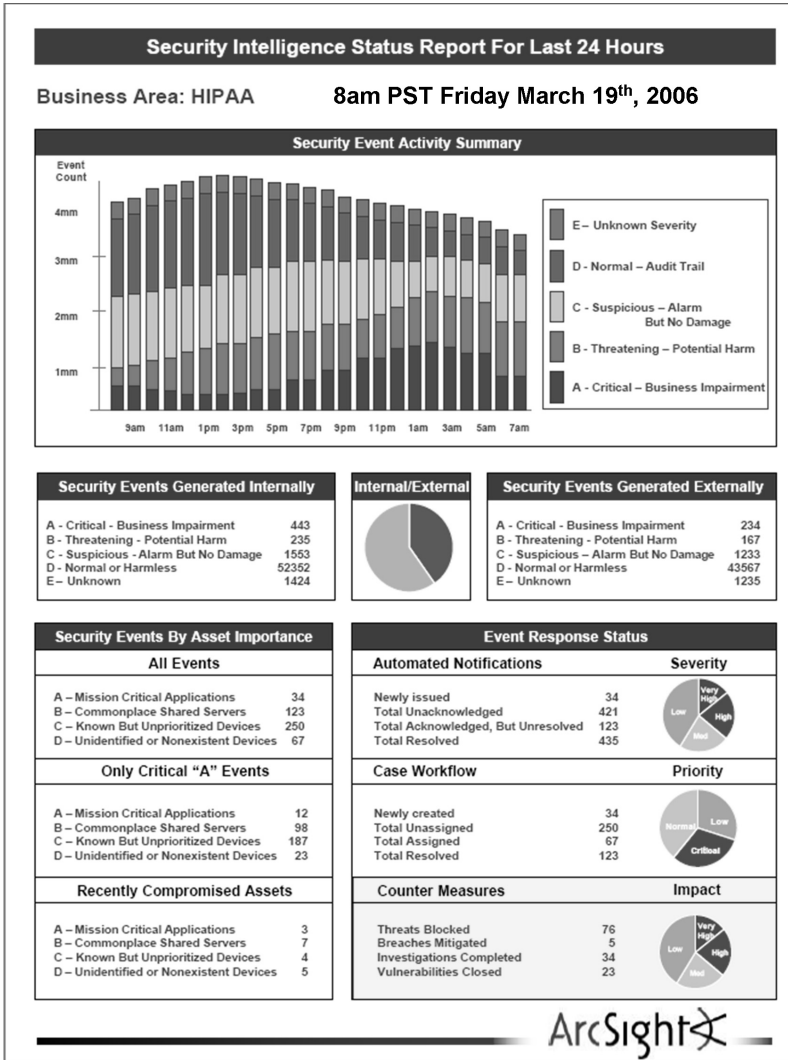 Security Intelligence Status Report For Last 24 Hours
Business Area: HIPAA
8am PST Friday March 19th, 2006
Security Event Activity Summary
Event
Count
4mm
3mm
2mm
1mm
9am 11am 1pm 3pm 5pm 7pm 9pm 11pm 1am 3am 5am 7am
E – Unknown Severity
D - Normal – Audit Trail
C - Suspicious – Alarm
But No Damage
B - Threatening – Potential Harm
A - Critical – Business Impairment
Security Events Generated Internally
A - Critical - Business Impairment 443
B - Threatening - Potential Harm 235
C - Suspicious - Alarm But No Damage 1553
D - Normal or Harmless 52352
E – Unknown 1424
Internal/External
Security Events Generated Externally
A - Critical - Business Impairment 234
B - Threatening - Potential Harm 167
C - Suspicious – Alarm But No Damage 1233
D - Normal or Harmless 43567
E – Unknown 1235
Security Events By Asset Importance
All Events
A – Mission Critical Applications 34
B – Commonplace Shared Servers 123
C – Known But Unprioritized Devices 250
D – Unidentified or Nonexistent Devices 67
Only Critical “A” Events
A – Mission Critical Applications 12
B – Commonplace Shared Servers 98
C – Known But Unprioritized Devices 187
D – Unidentified or Nonexistent Devices 23
Recently Compromised Assets
A – Mission Critical Applications 3
B – Commonplace Shared Servers 7
C – Known But Unprioritized Devices 4
D – Unidentified or Nonexistent Devices 5
Event Response Status
Automated Notifications
Newly issued 34
Total Unacknowledged 421
Total Acknowledged, But Unresolved 123
Total Resolved 435
Severity
Very
High
High
Med
Low
Case Workflow
Newly created 34
Total Unassigned 250
Total Assigned 67
Total Resolved 123
Priority
Low
Critical
Normal
Counter Measures
Threats Blocked 76
Breaches Mitigated 5
Investigations Completed 34
Vulnerabilities Closed 23
Impact
Very
High
High
Med
Low
ArcSight